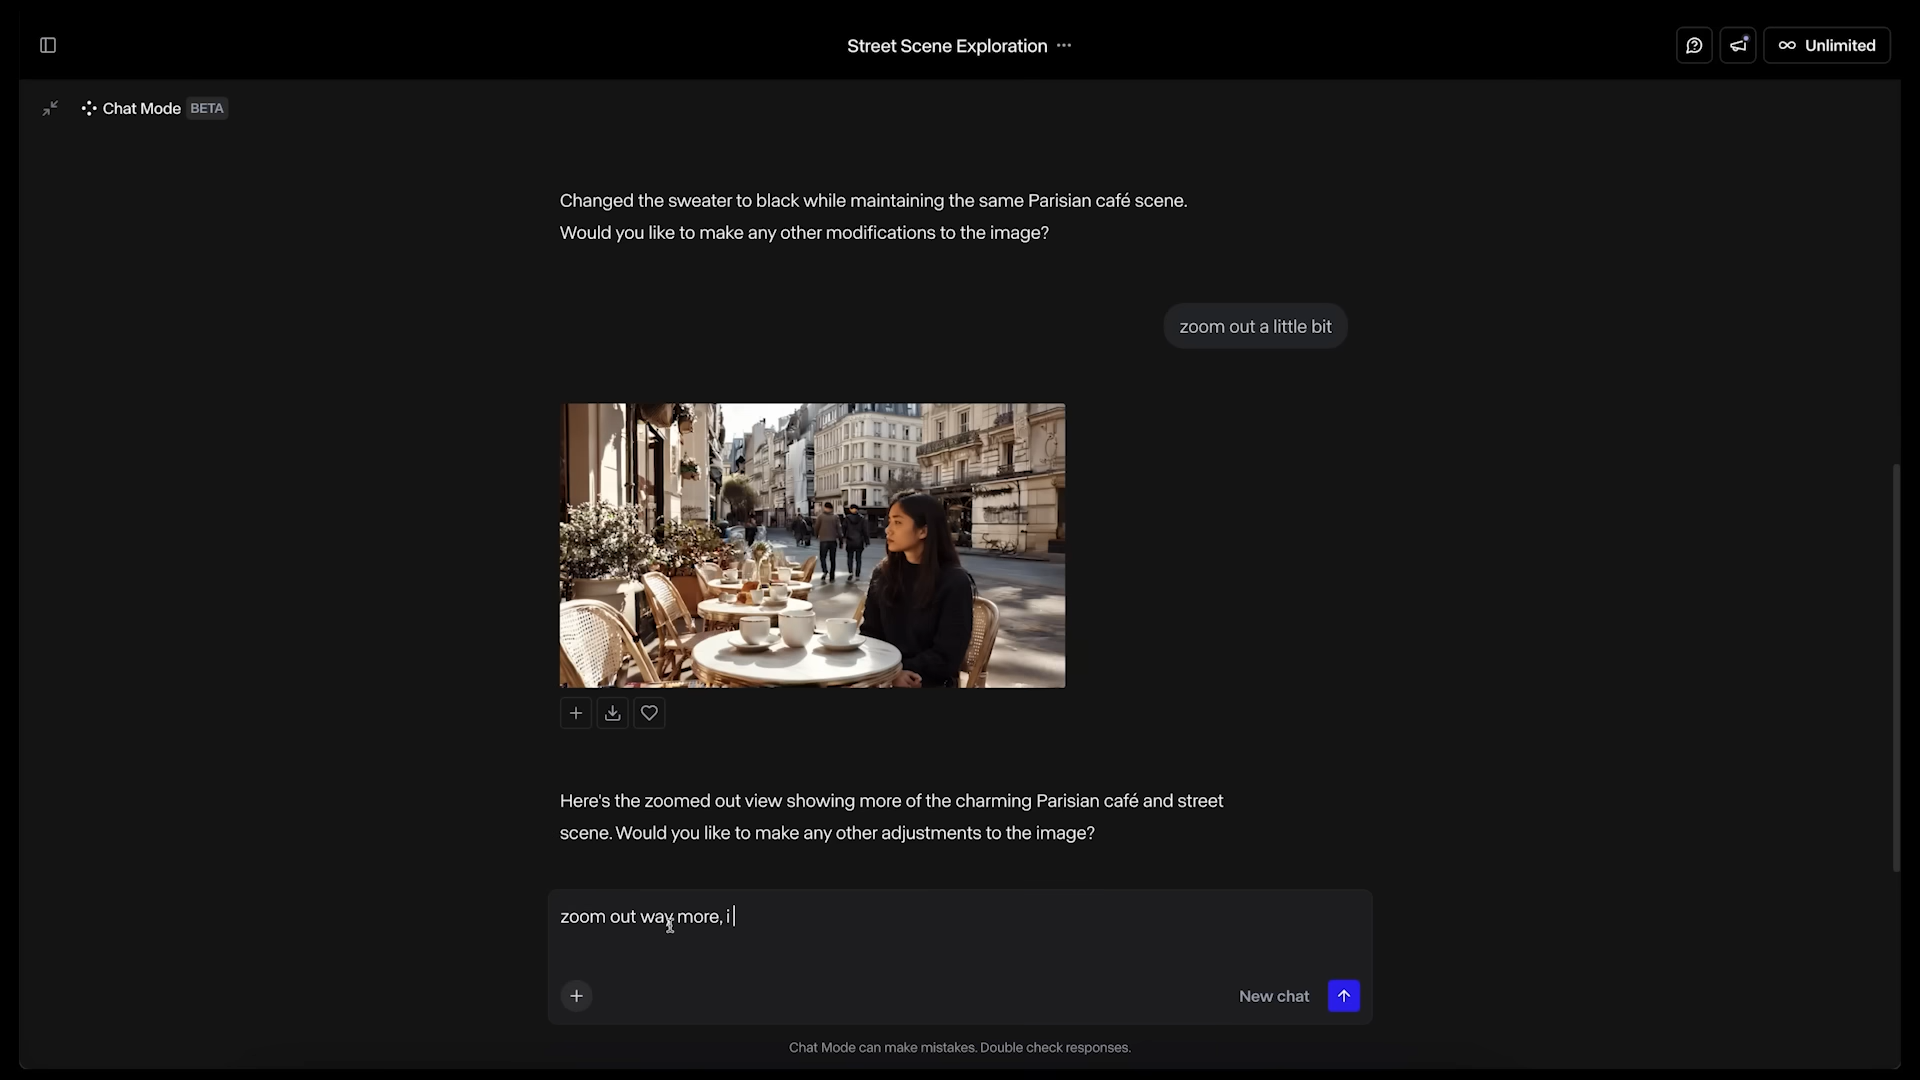 Street Scene Exploration
Unlimited
Chat Mode BETA
Changed the sweater to black while maintaining the same Parisian café scene.
Would you like to make any other modifications to the image?
zoom out a little bit
Here's the zoomed out view showing more of the charming Parisian café and street
scene. Would you like to make any other adjustments to the image?
zoom out way more, i
New chat
Chat Mode can make mistakes. Double check responses.